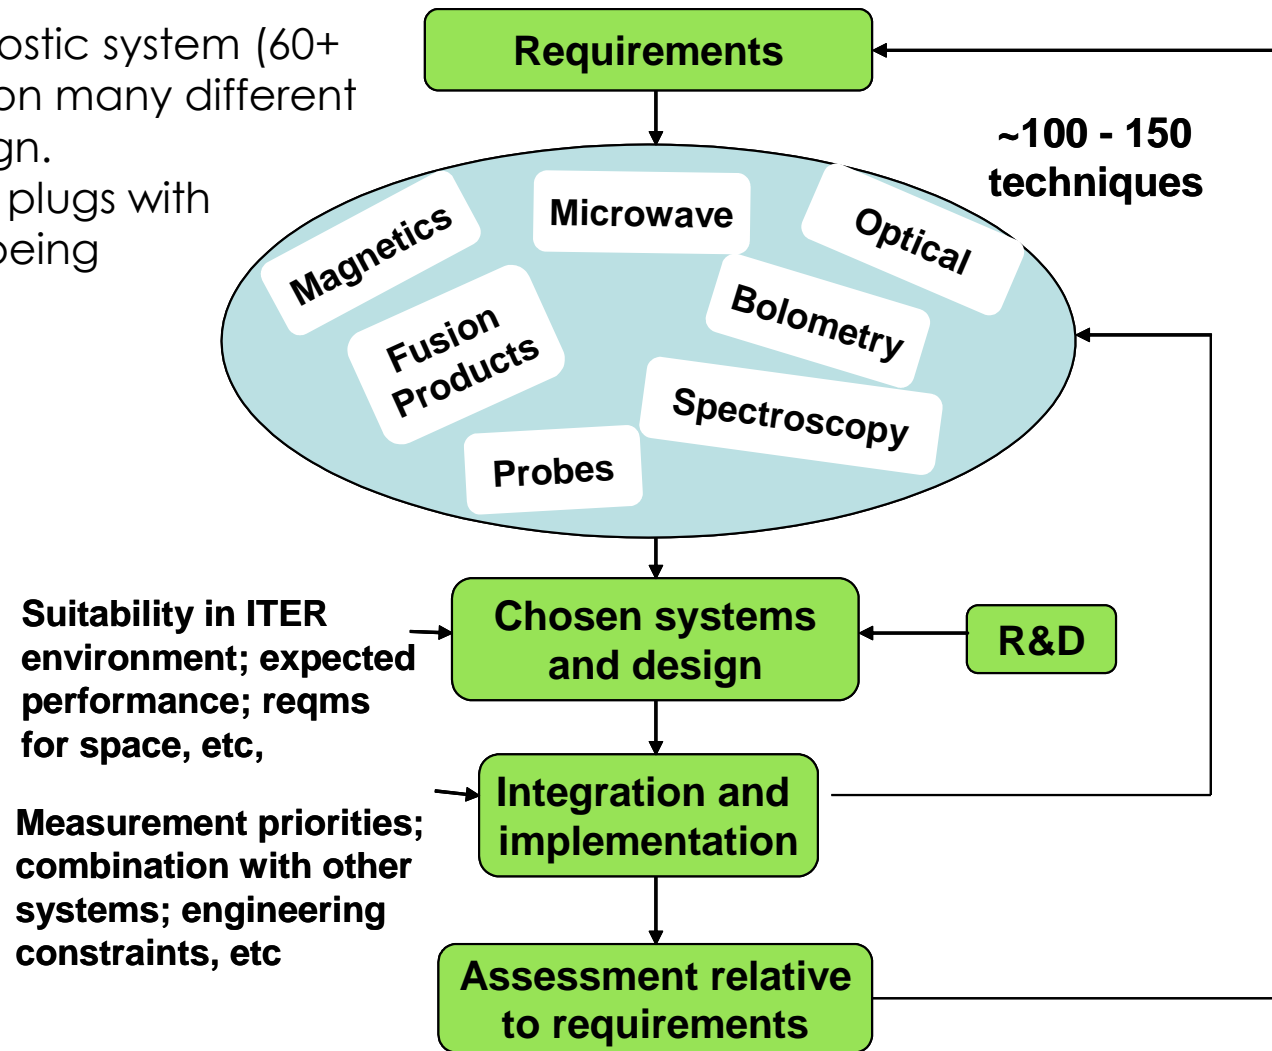 ostic system (60+
on many different
gn.
plugs with
being
Requirements
~100 - 150
techniques
Magnetics
Microwave
Optical
Fusion
Products
Bolometry
Spectroscopy
Probes
Suitability in ITER
environment; expected
performance; reqms
for space, etc,
Chosen systems
and design
R&D
Measurement priorities;
combination with other
systems; engineering
constraints, etc
Integration and
implementation
Assessment relative
to requirements